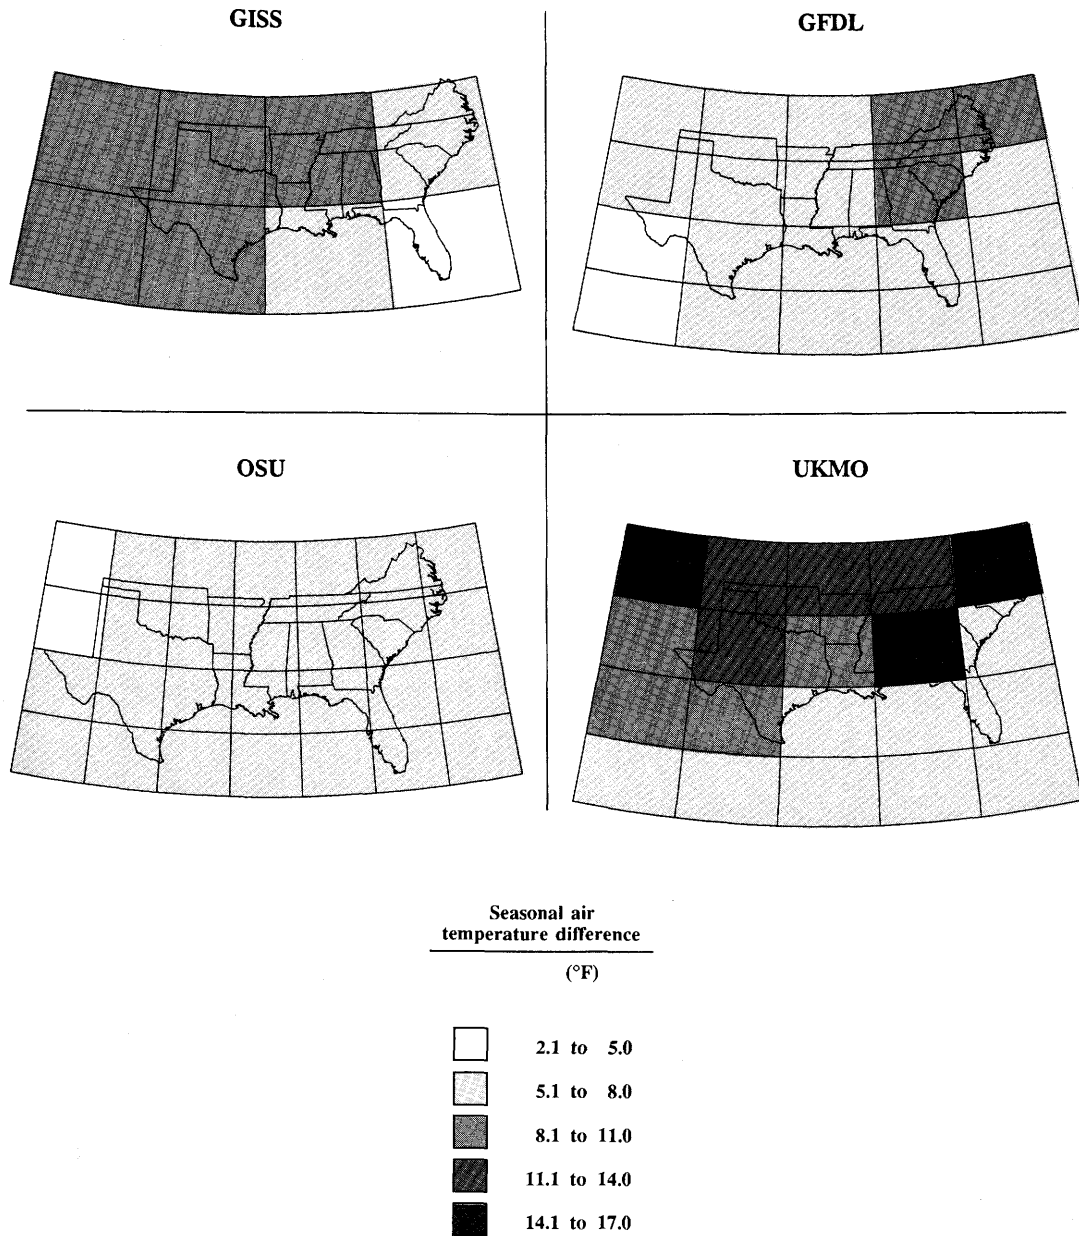 GISS
GFDL
OSU
UKMO
Seasonal air
temperature difference
(°F)
2.1 to 5.0
5.1 to 8.0
8.1 to 11.0
11.1 to 14.0
14.1 to 17.0